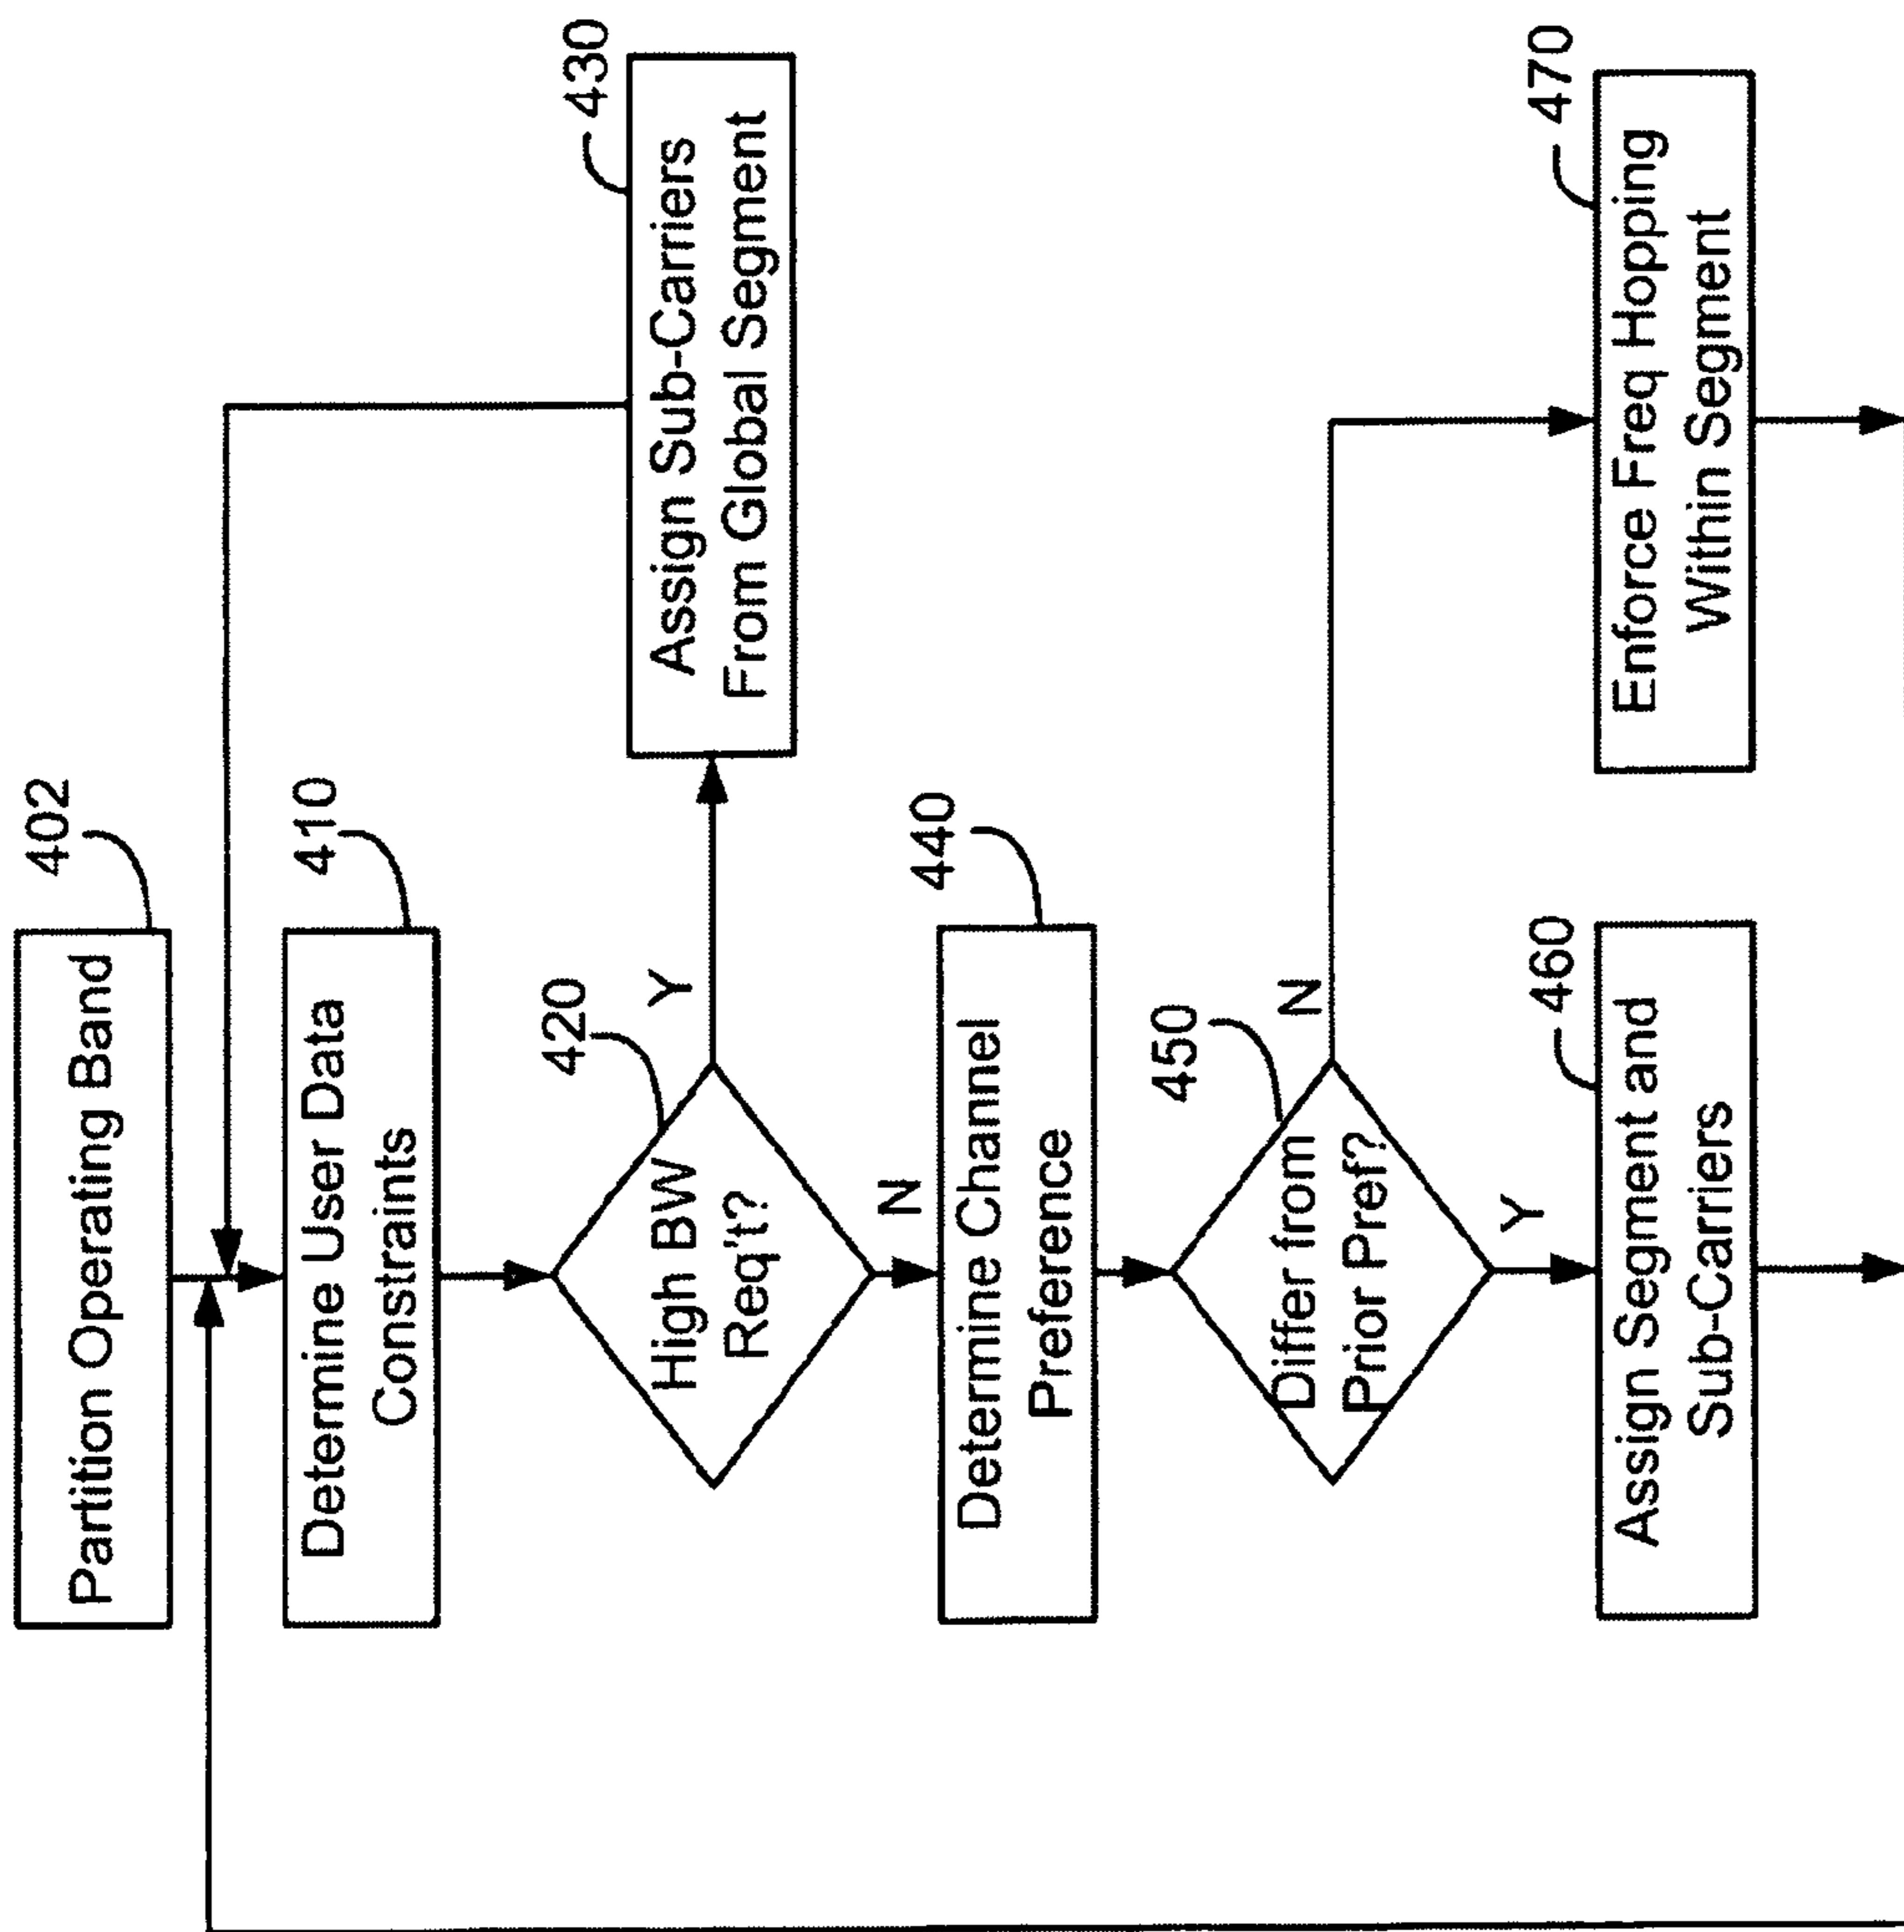 402
Partition Operating Band
410
Determine User Data
Constraints
420
High BW
Req't?
Y
N
430
Assign Sub-Carriers
From Global Segment
440
Determine Channel
Preference
450
Differ from
Prior Pref?
N
Y
460
Assign Segment and
Sub-Carriers
470
Enforce Freq Hopping
Within Segment